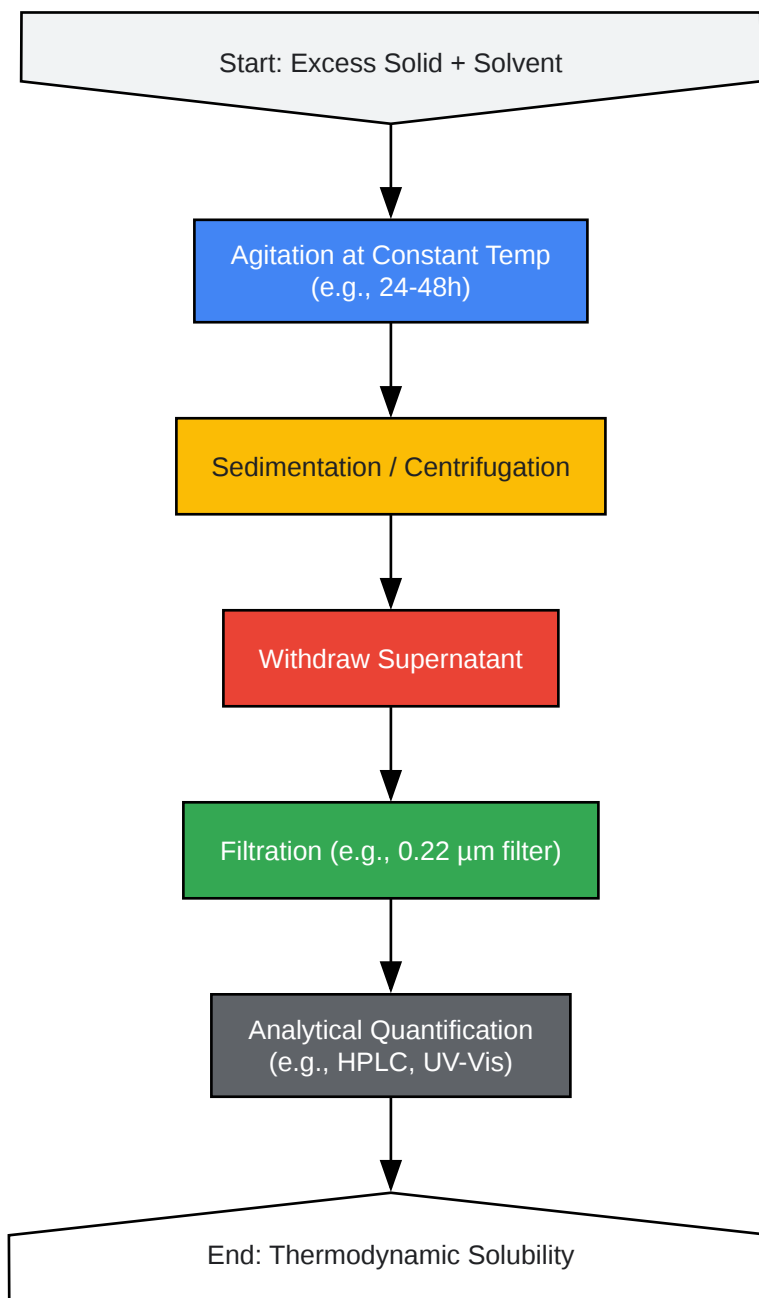 Start: Excess Solid + Solvent
Agitation at Constant Temp
(e.g., 24-48h)
Sedimentation / Centrifugation
Withdraw Supernatant
Filtration (e.g., 0.22 µm filter)
Analytical Quantification
(e.g., HPLC, UV-Vis)
End: Thermodynamic Solubility